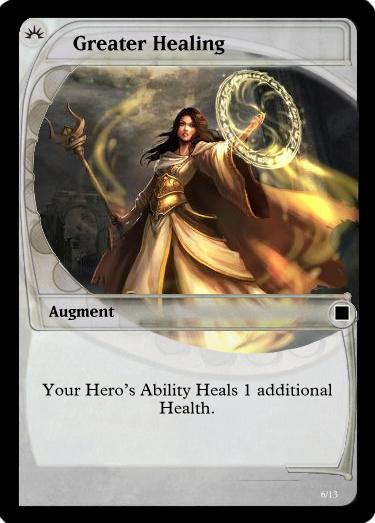 Greater Healing
Augment
Your Hero's Ability Heals 1 additional
Health.
6/13